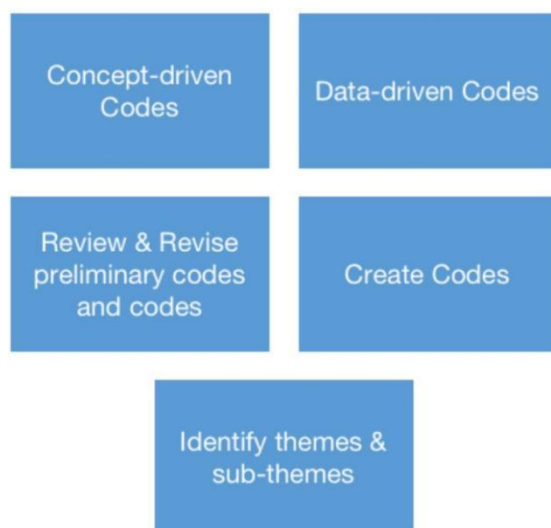 Concept-driven
Codes
Data-driven Codes
Review & Revise
preliminary codes
and codes
Create Codes
Identify themes &
sub-themes